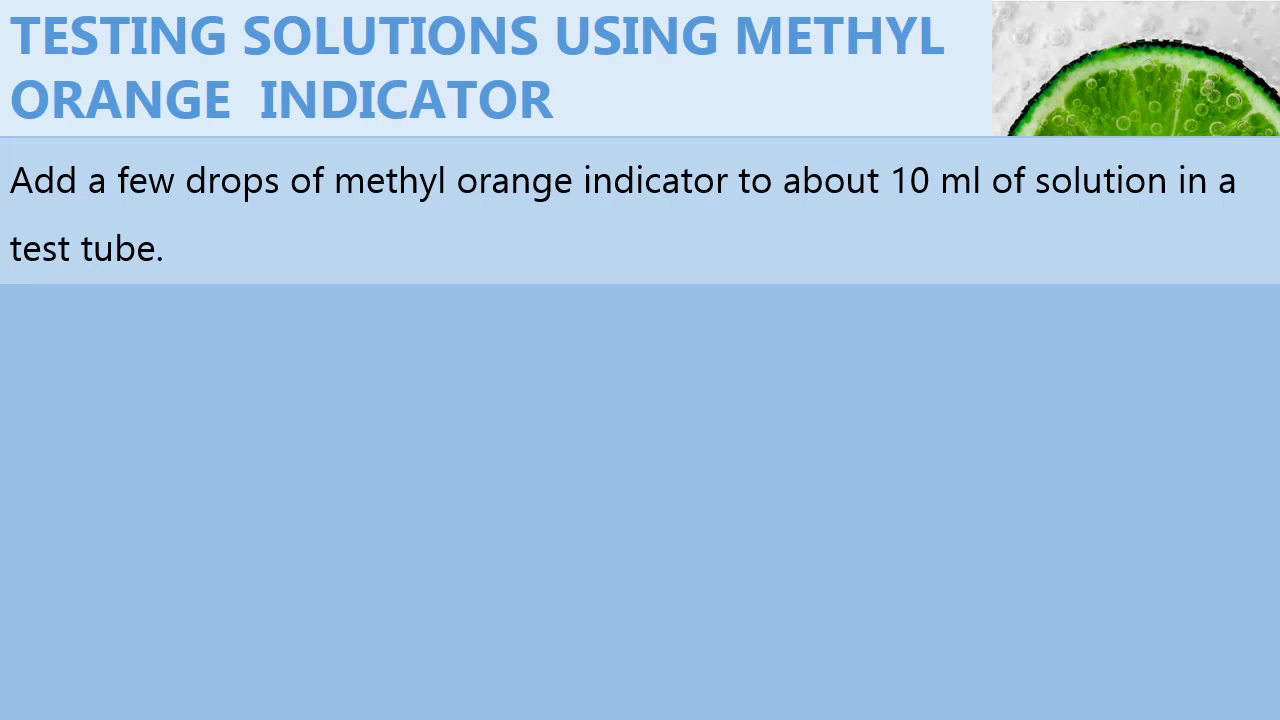 TESTING SOLUTIONS USING METHYL
ORANGE  INDICATOR
Add a few drops of methyl orange indicator to about 10 ml of solution in a
test tube.